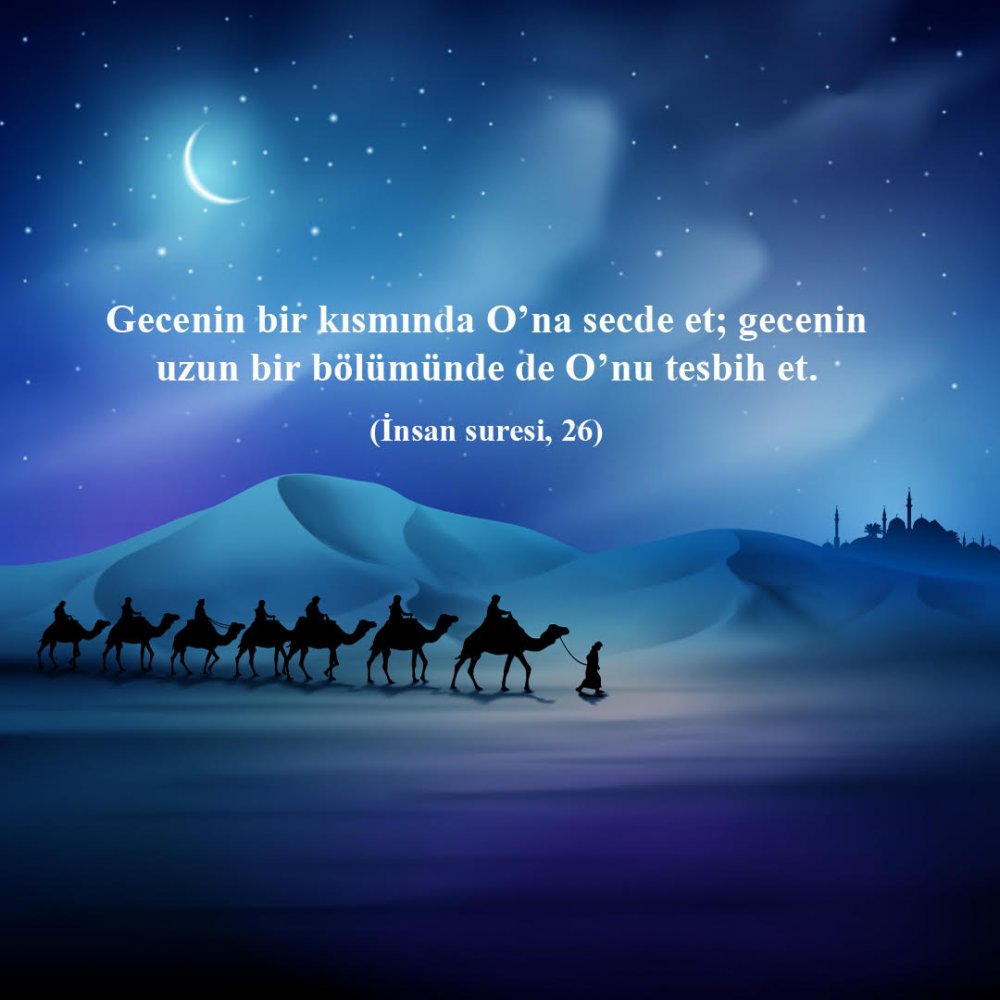 Gecenin bir kısmında O’na secde et; gecenin
uzun bir bölümünde de O’nu tesbih et.
(İnsan suresi, 26)